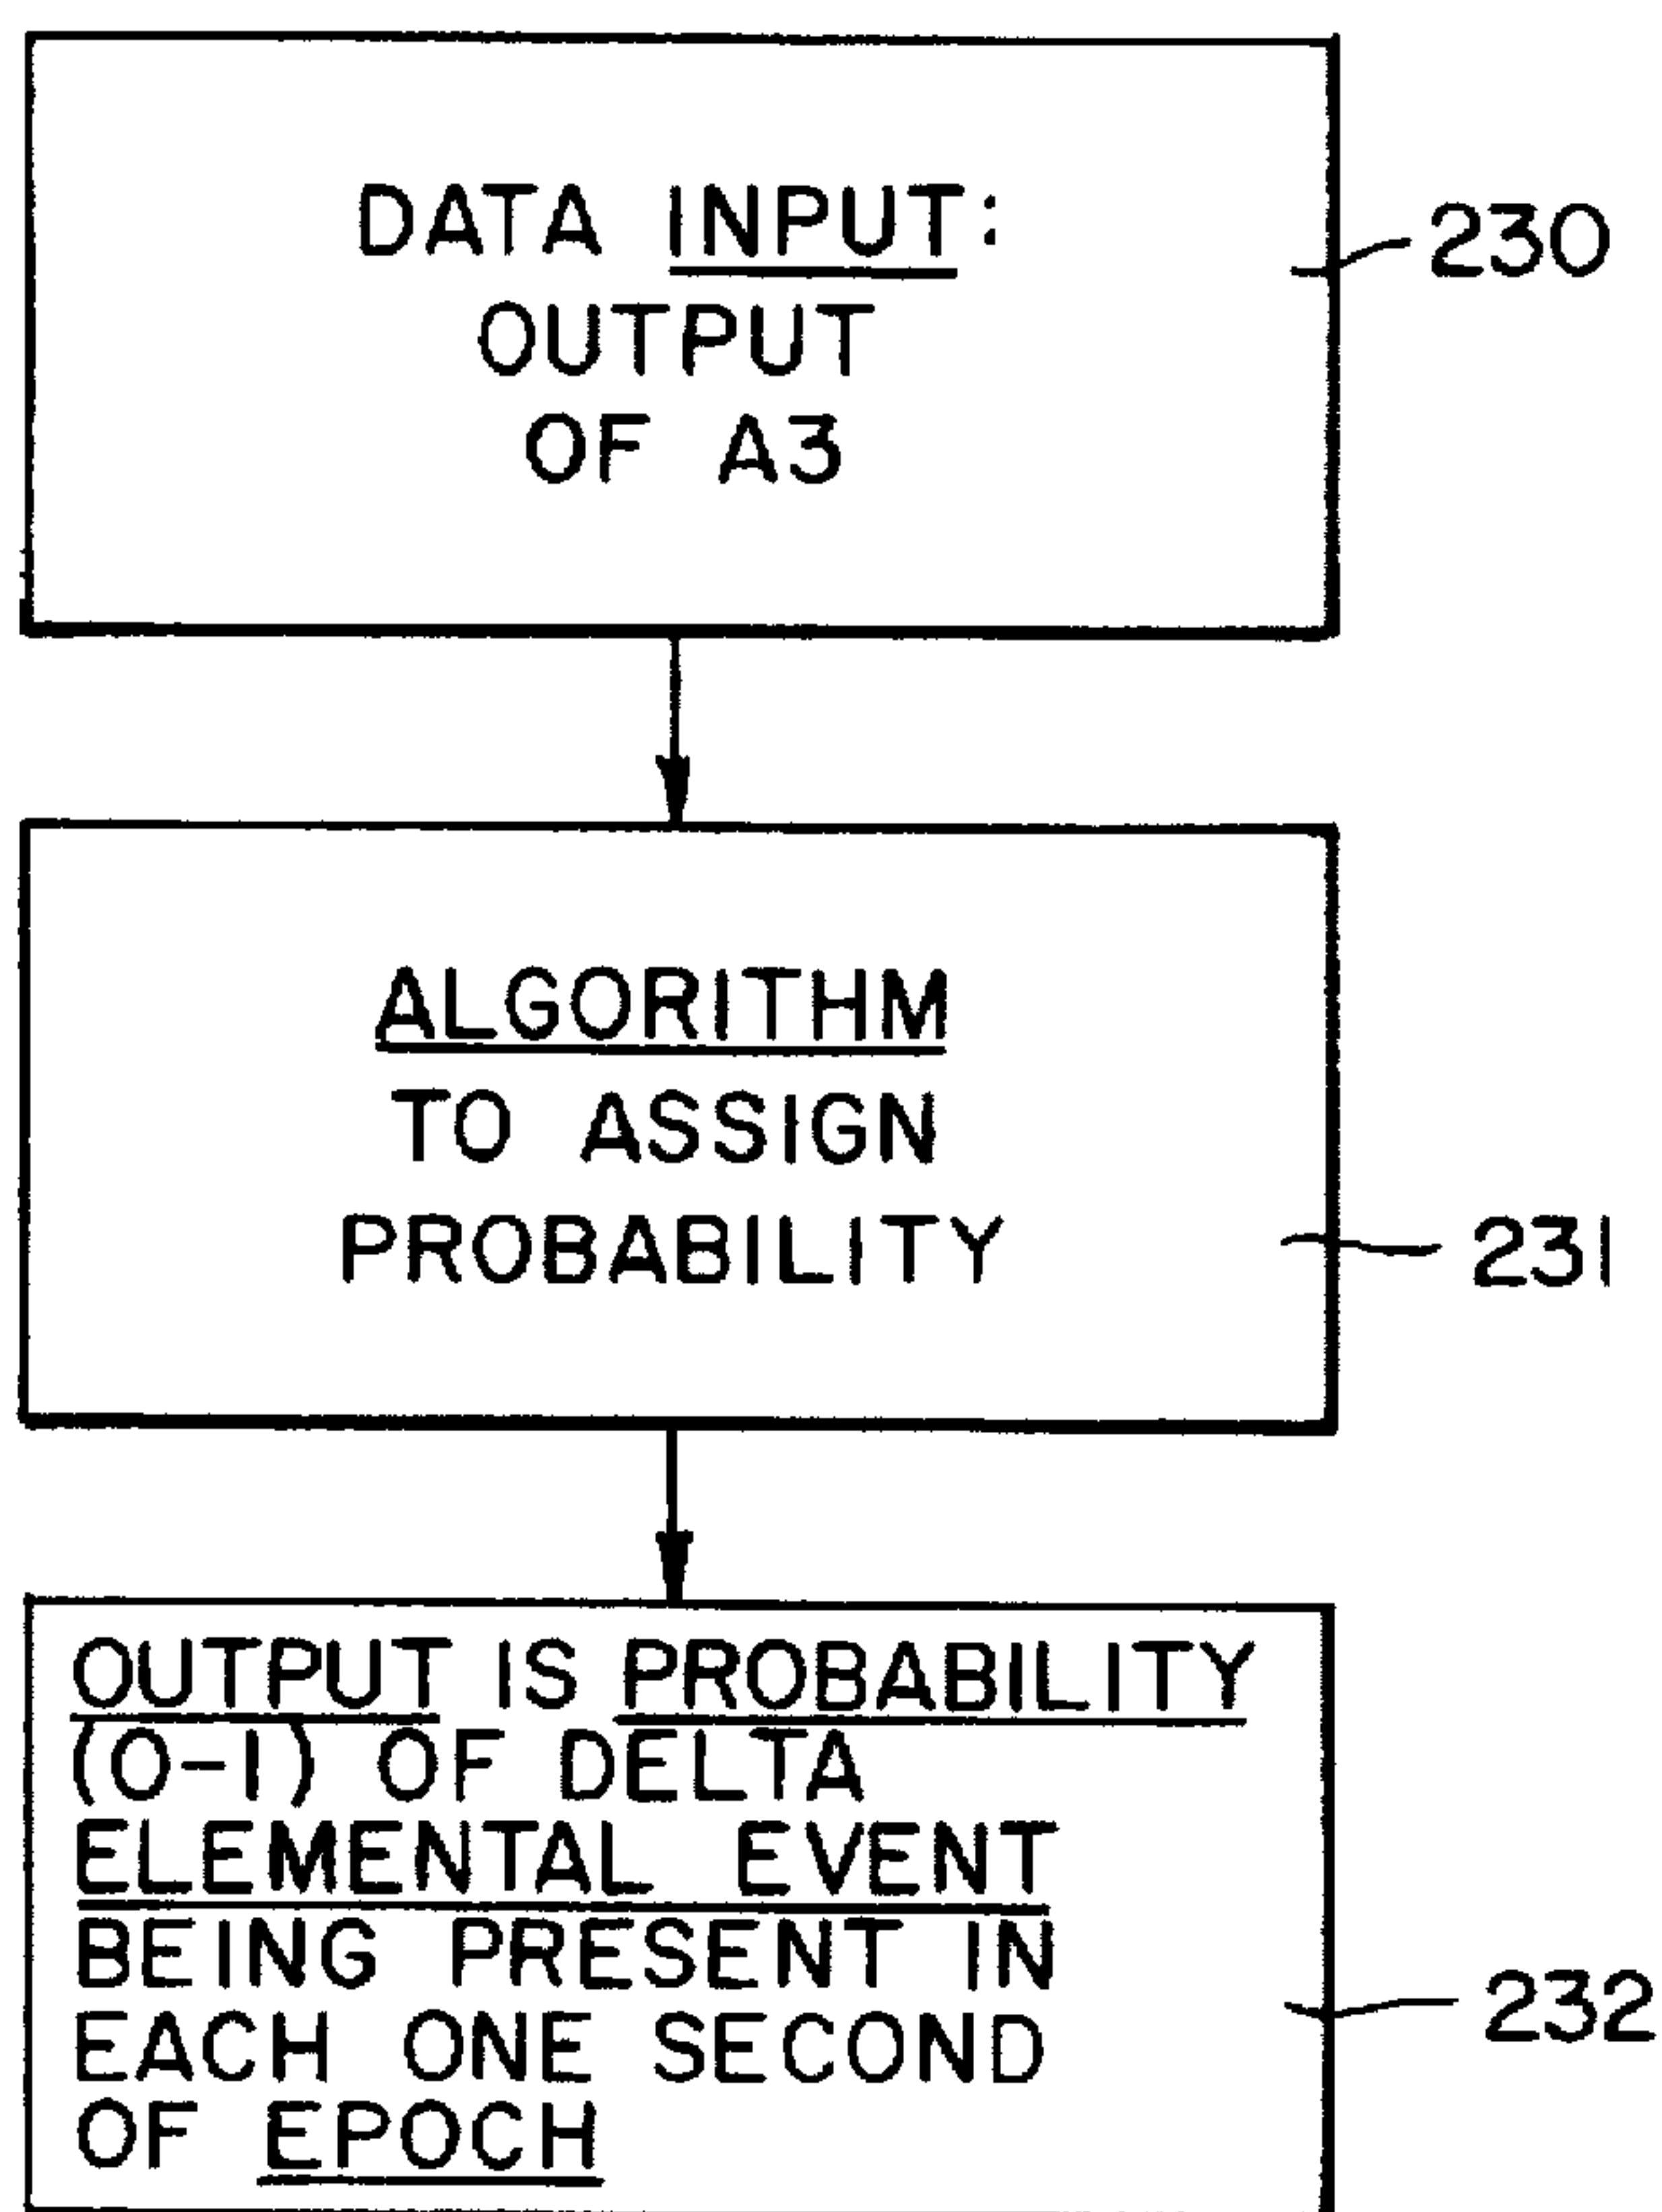 DATA INPUT:
OUTPUT
OF A3
230
ALGORITHM
TO ASSIGN
PROBABILITY
231
OUTPUT IS PROBABILITY
(0-1) OF DELTA
ELEMENTAL EVENT
BEING PRESENT IN
EACH ONE SECOND
OF EPOCH
232